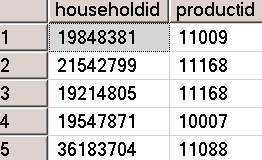 householdid productid
1 19848381 11009
2 21542799 11168
3 19214805 11168
4 19547871 10007
5 36183704 11088